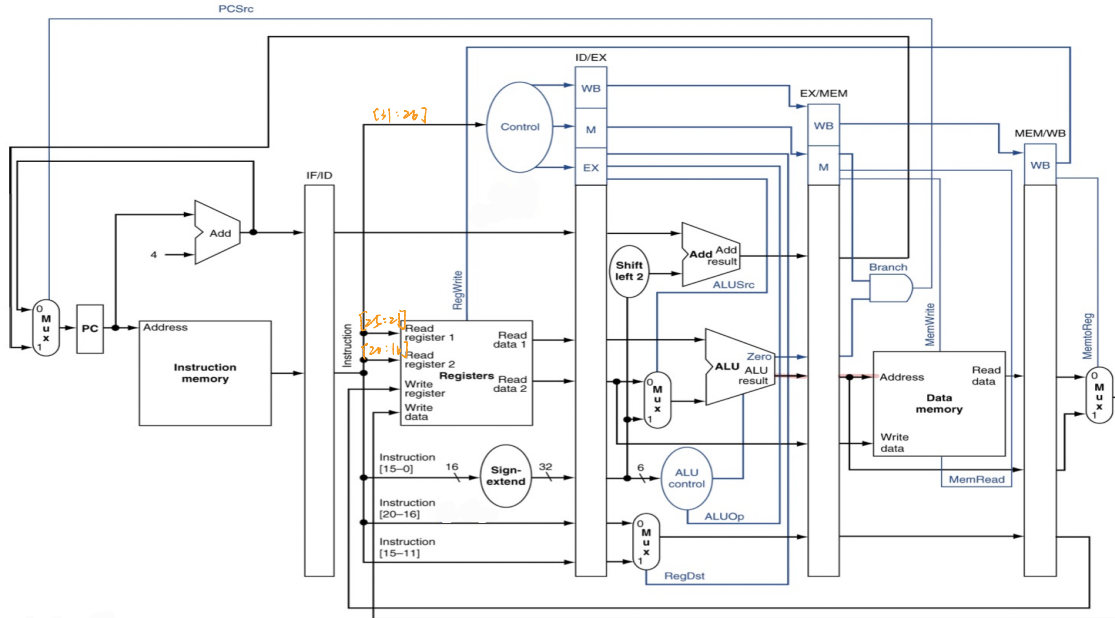 PCSrc
ID/EX
WB
EX/MEM
[31:26]
Control
M
WB
MEM/WB
EX
M
WB
IF/ID
Add
4
Add Add
result
Shift
left 2
Branch
ALUSrc
RegWrite
MemWrite
MemtoReg
0
M
u
x
1
PC
Address
Instruction
memory
Instruction
[25:21]
Read
register 1
[20:16]
Read
register 2
Write
register
Write
data
Registers
Read
data 1
Read
data 2
0
M
u
x
1
ALU
Zero
ALU
result
Address
Read
data
Data
memory
Write
data
0
M
u
x
1
MemRead
Instruction
[15–0]
16
Sign-
extend
32
6
ALU
control
ALUOp
Instruction
[20–16]
Instruction
[15–11]
0
M
u
x
1
RegDst